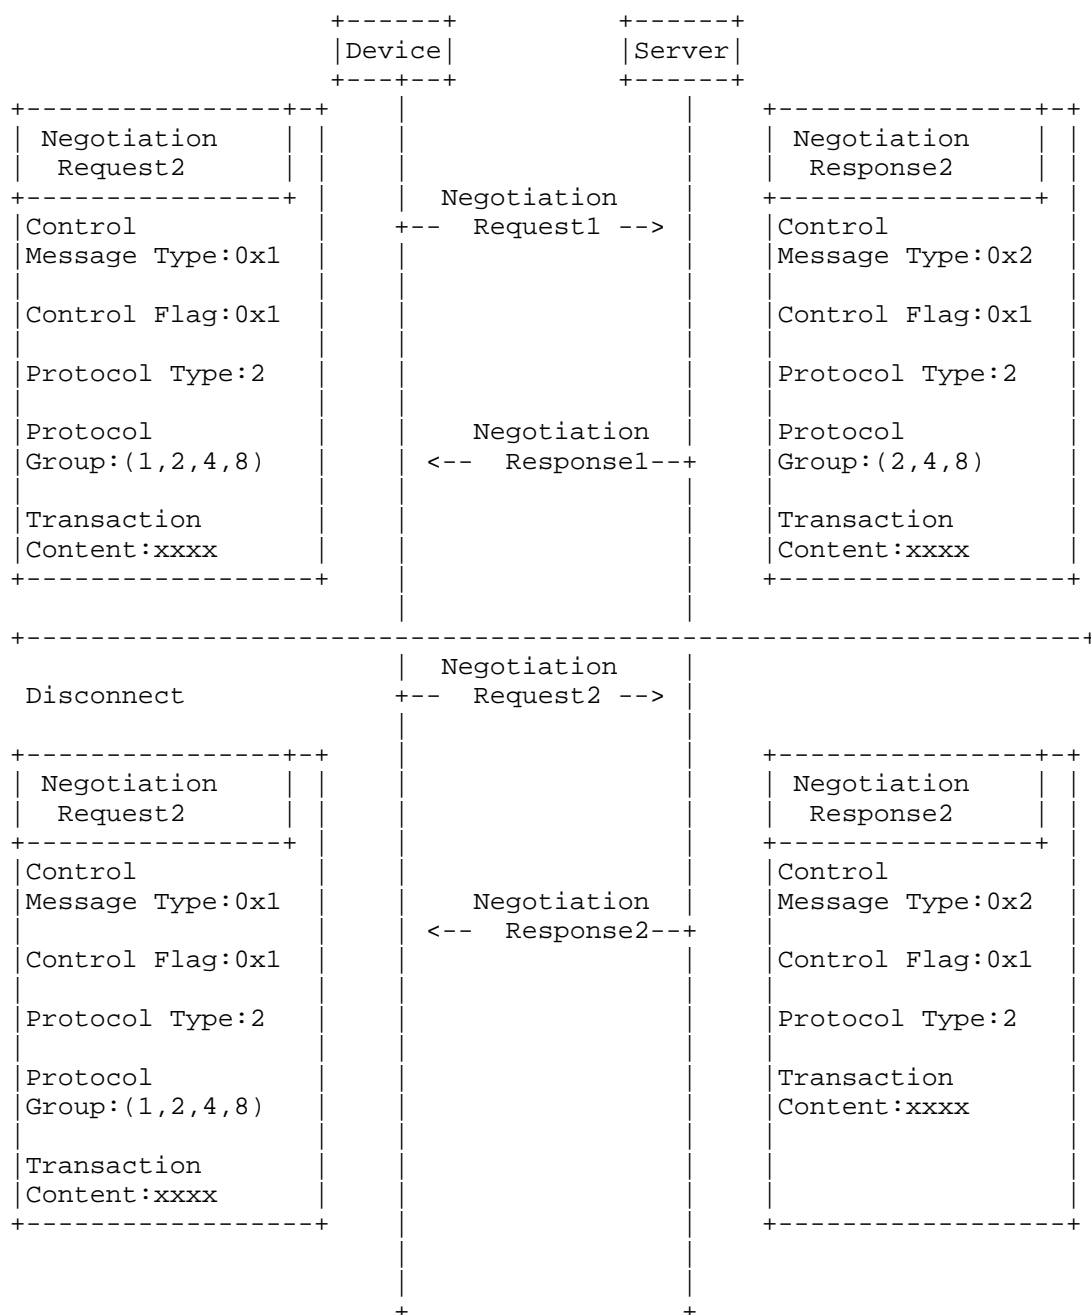 Device Server
Negotiation Negotiation
Request2 Response2
Negotiation
Control +-- Request1 --> Control
Message Type:0x1 Message Type:0x2
Control Flag:0x1 Control Flag:0x1
Protocol Type:2 Protocol Type:2
Protocol Negotiation Protocol
Group:(1,2,4,8) <-- Response1--+ Group:(2,4,8)
Transaction Transaction
Content:xxxx Content:xxxx
Negotiation
Disconnect +-- Request2 -->
Negotiation Negotiation
Request2 Response2
Control Control
Message Type:0x1 Negotiation Message Type:0x2
<-- Response2--+
Control Flag:0x1 Control Flag:0x1
Protocol Type:2 Protocol Type:2
Protocol Transaction
Group:(1,2,4,8) Content:xxxx
Transaction
Content:xxxx